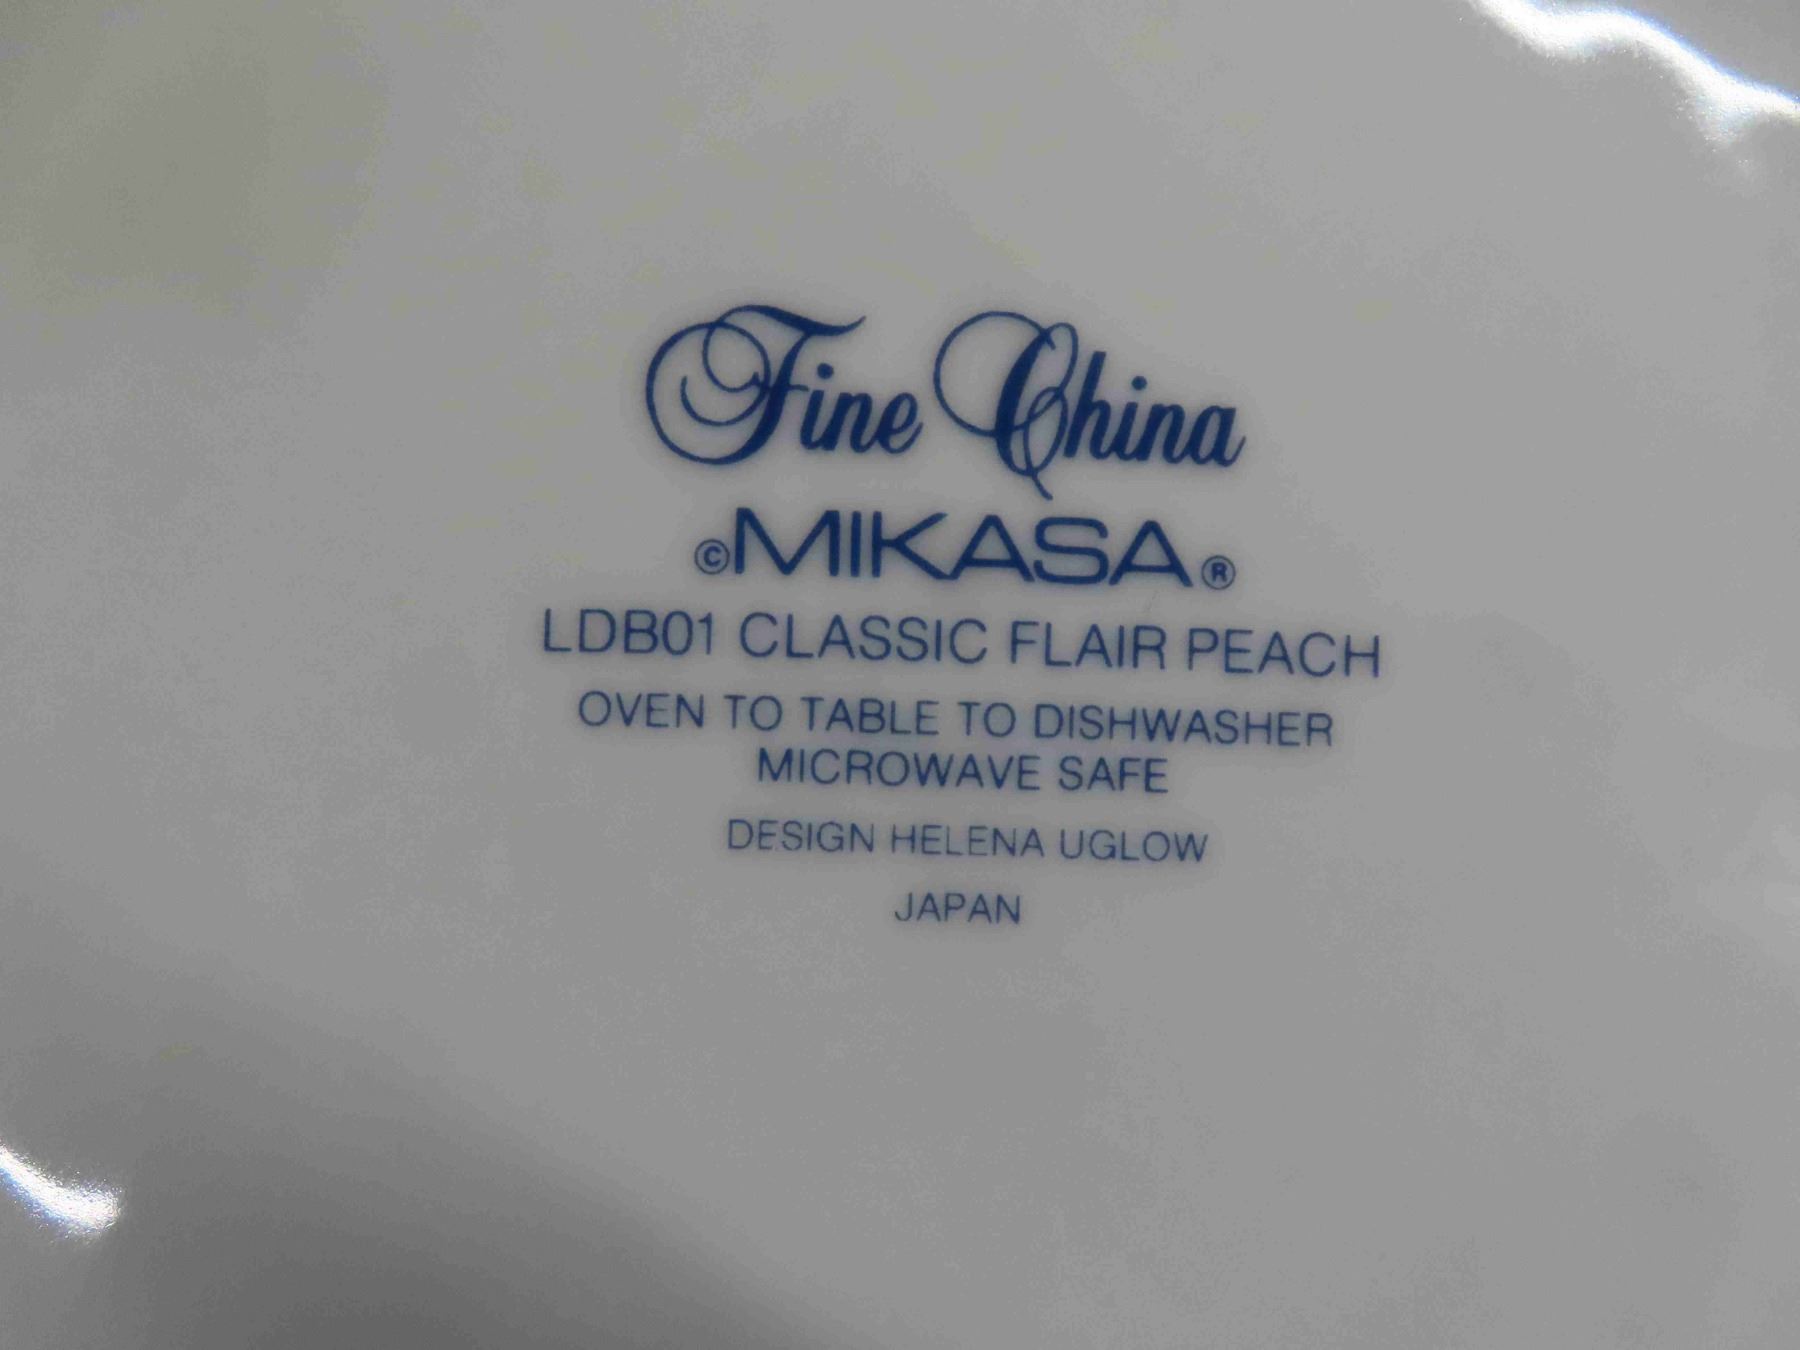 Fine China
©MIKASA®
LDB01 CLASSIC FLAIR PEACH
OVEN TO TABLE TO DISHWASHER
MICROWAVE SAFE
DESIGN HELENA UGLOW
JAPAN